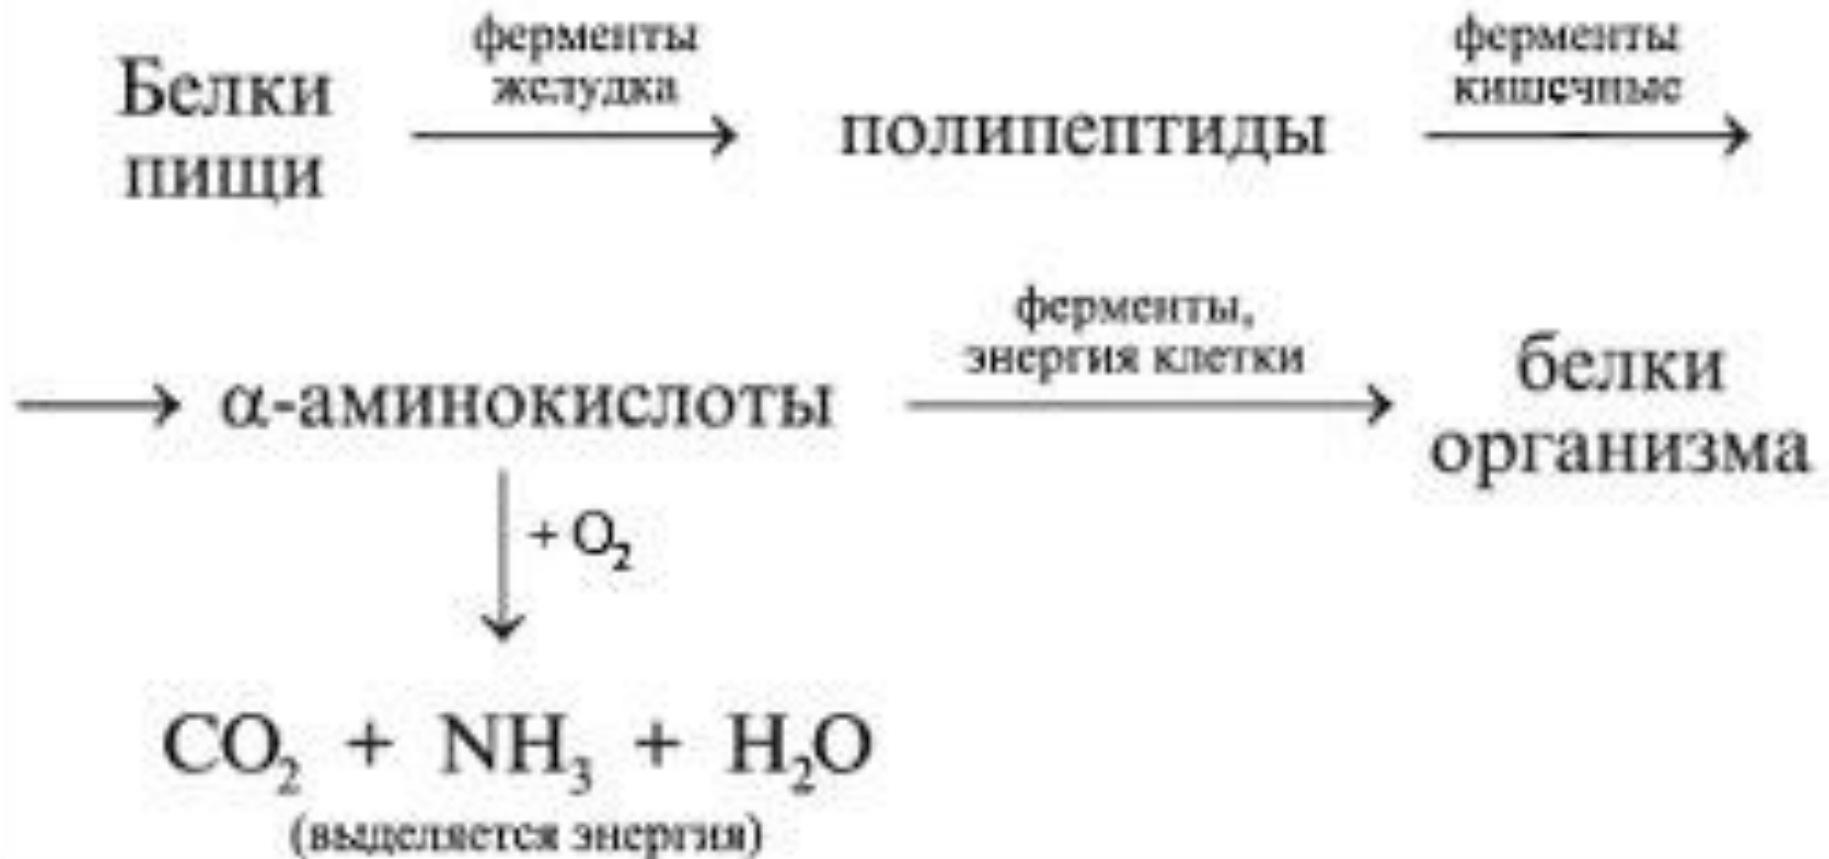 ферменты
желудка
Белки
пищи
полипептиды
ферменты
кишечные
α-аминокислоты
ферменты,
энергия клетки
белки
организма
+ O₂
CO₂ + NH₃ + H₂O
(выделяется энергия)